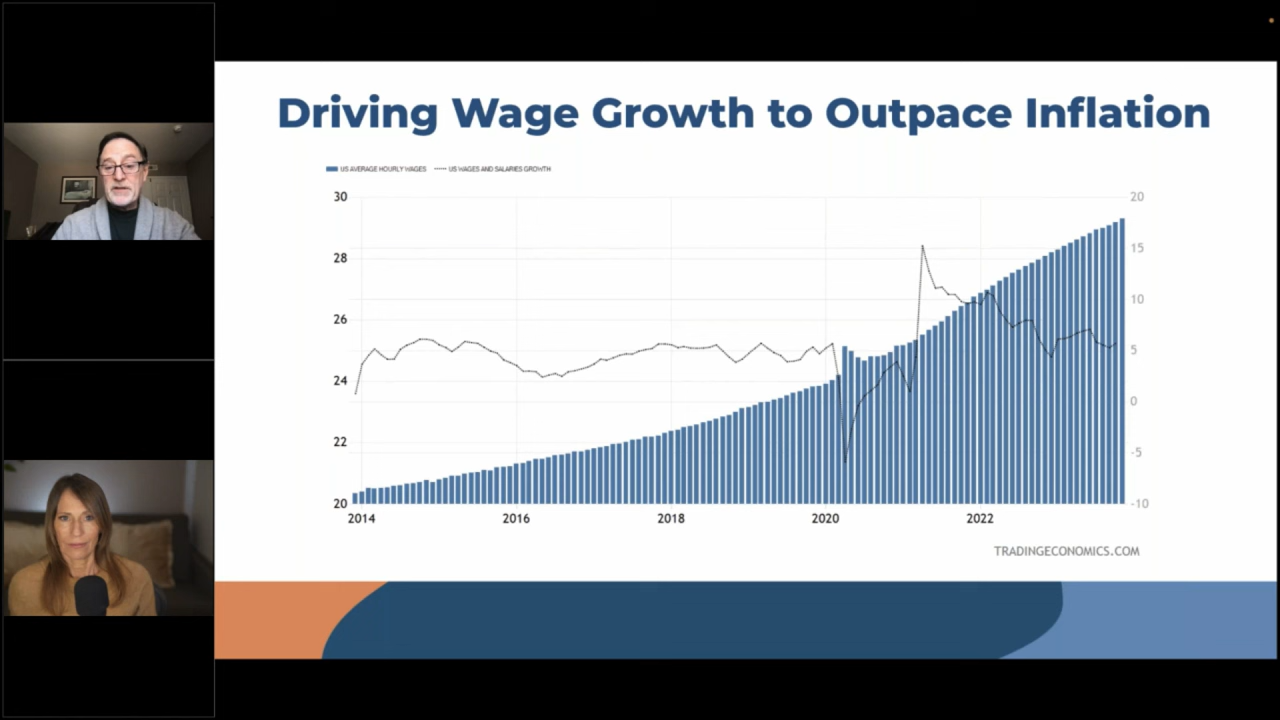 Driving Wage Growth to Outpace Inflation
US AVERAGE HOURLY WAGES US WAGES AND SALARIES GROWTH
30 20
28 15
26 10
24 5
22 0
20 -5
-10
2014 2016 2018 2020 2022
TRADINGECONOMICS.COM